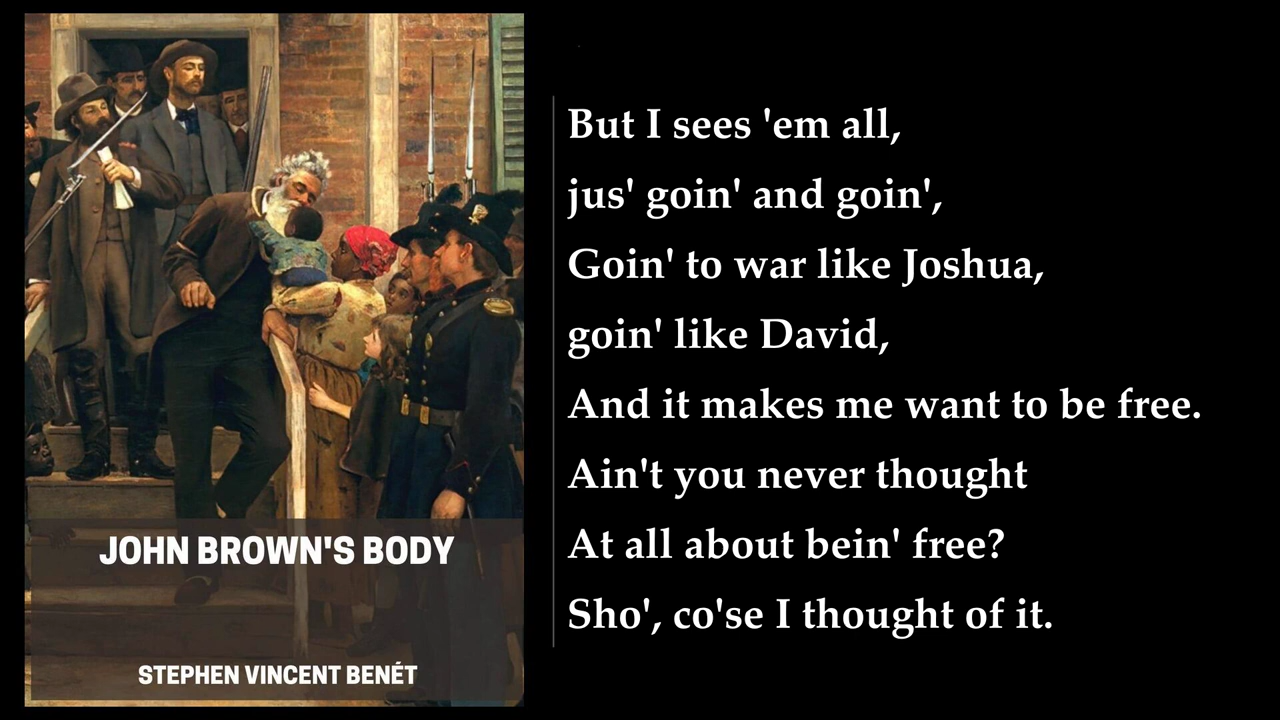 JOHN BROWN'S BODY
STEPHEN VINCENT BENÉT
But I sees 'em all,
jus' goin' and goin',
Goin' to war like Joshua,
goin' like David,
And it makes me want to be free.
Ain't you never thought
At all about bein' free?
Sho', co'se I thought of it.